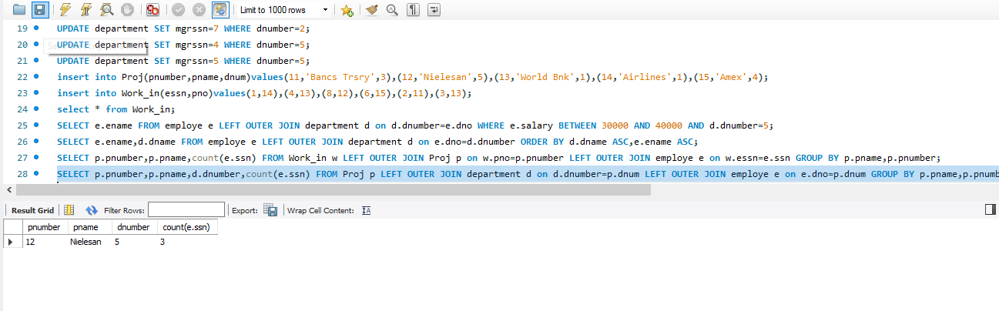 Limit to 1000 rows
19 UPDATE department SET mgrssn=7 WHERE dnumber=2;
20 UPDATE department SET mgrssn=4 WHERE dnumber=5;
21 UPDATE department SET mgrssn=5 WHERE dnumber=5;
22 insert into Proj(pnumber,pname,dnum)values(11,'Bancs Trsry',3),(12,'Nielesan',5),(13,'World Bnk',1),(14,'Airlines',1),(15,'Amex',4);
23 insert into Work_in(essn,pno)values(1,14),(4,13),(8,12),(6,15),(2,11),(3,13);
24 select * from Work_in;
25 SELECT e.ename FROM employe e LEFT OUTER JOIN department d on d.dnumber=e.dno WHERE e.salary BETWEEN 30000 AND 40000 AND d.dnumber=5;
26 SELECT e.ename,d.dname FROM employe e LEFT OUTER JOIN department d on e.dno=d.dnumber ORDER BY d.dname ASC,e.ename ASC;
27 SELECT p.pnumber,p.pname,count(e.ssn) FROM Work_in w LEFT OUTER JOIN Proj p on w.pno=p.pnumber LEFT OUTER JOIN employe e on w.essn=e.ssn GROUP BY p.pname,p.pnumber;
28 SELECT p.pnumber,p.pname,d.dnumber,count(e.ssn) FROM Proj p LEFT OUTER JOIN department d on d.dnumber=p.dnum LEFT OUTER JOIN employe e on e.dno=p.dnum GROUP BY p.pname,p.pnumb
Result Grid Filter Rows: Export: Wrap Cell Content:
pnumber pname dnumber count(e.ssn)
12 Nielesan 5 3